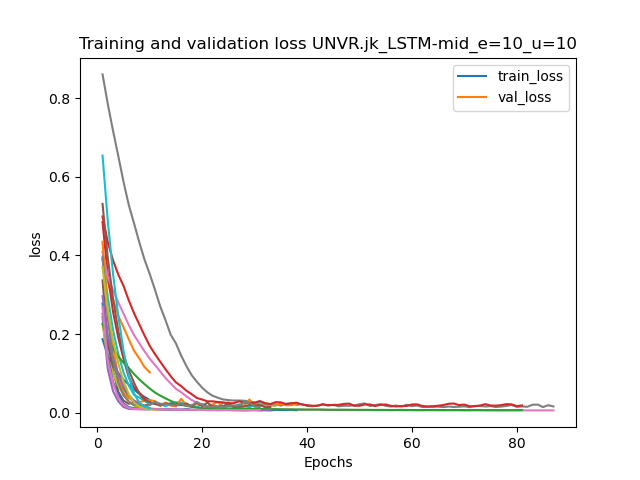 Training and validation loss UNVR.jk_LSTM-mid_e=10_u=10
train_loss
val_loss
0.8
0.6
0.4
0.2
0.0
loss
0
20
40
60
80
Epochs